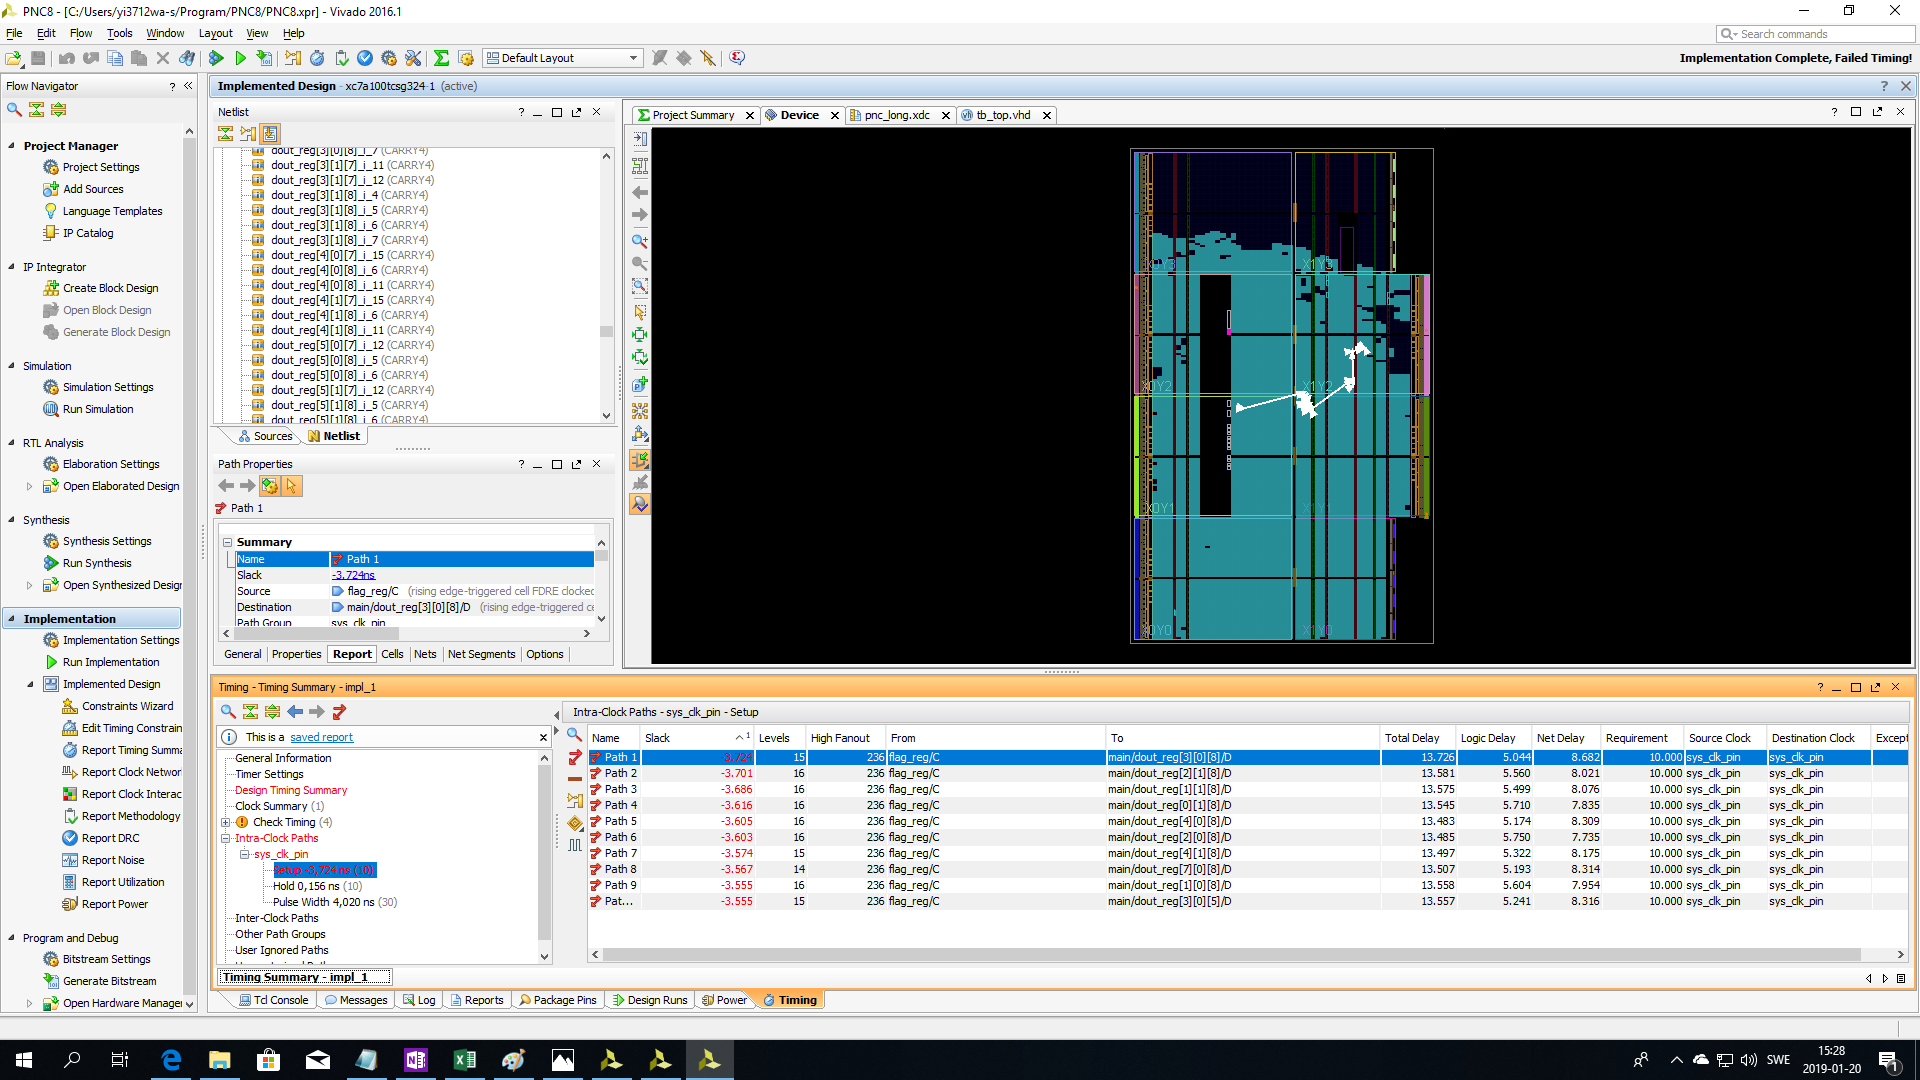 PNC8 - [C:/Users/yi3712wa-s/Program/PNC8/PNC8.xpr] - Vivado 2016.1
File Edit Flow Tools Window Layout View Help
Search commands
Default Layout
Implementation Complete, Failed Timing!
Flow Navigator
Project Manager
Project Settings
Add Sources
Language Templates
IP Catalog
IP Integrator
Create Block Design
Open Block Design
Generate Block Design
Simulation
Simulation Settings
Run Simulation
RTL Analysis
Elaboration Settings
Open Elaborated Design
Synthesis
Synthesis Settings
Run Synthesis
Open Synthesized Design
Implementation
Implementation Settings
Run Implementation
Implemented Design
Constraints Wizard
Edit Timing Constrain
Report Timing Summa
Report Clock Networ
Report Clock Interac
Report Methodology
Report DRC
Report Noise
Report Utilization
Report Power
Program and Debug
Bitstream Settings
Generate Bitstream
Open Hardware Manager
Implemented Design - xc7a100tcsg324-1 (active)
Netlist
dout_reg[3][0][8]_i_7 (CARRY4)
dout_reg[3][1][7]_i_11 (CARRY4)
dout_reg[3][1][7]_i_12 (CARRY4)
dout_reg[3][1][8]_i_4 (CARRY4)
dout_reg[3][1][8]_i_5 (CARRY4)
dout_reg[3][1][8]_i_6 (CARRY4)
dout_reg[3][1][8]_i_7 (CARRY4)
dout_reg[4][0][7]_i_15 (CARRY4)
dout_reg[4][0][8]_i_6 (CARRY4)
dout_reg[4][0][8]_i_11 (CARRY4)
dout_reg[4][1][7]_i_15 (CARRY4)
dout_reg[4][1][8]_i_6 (CARRY4)
dout_reg[4][1][8]_i_11 (CARRY4)
dout_reg[5][0][7]_i_12 (CARRY4)
dout_reg[5][0][8]_i_5 (CARRY4)
dout_reg[5][0][8]_i_6 (CARRY4)
dout_reg[5][1][7]_i_12 (CARRY4)
dout_reg[5][1][8]_i_5 (CARRY4)
dout_reg[5][1][8]_i_6 (CARRY4)
Sources Netlist
Path Properties
Path 1
Summary
Name Path 1
Slack -3.724ns
Source flag_reg/C (rising edge-triggered cell FDRE clocked
Destination main/dout_reg[3][0][8]/D (rising edge-triggered ce
Path Group sys_clk_pin
General Properties Report Cells Nets Net Segments Options
Project Summary Device pnc_long.xdc tb_top.vhd
X0Y3 X1Y3
X0Y2 X1Y2
X0Y1 X1Y1
X0Y0 X1Y0
Timing - Timing Summary - impl_1
This is a saved report
General Information
Timer Settings
Design Timing Summary
Clock Summary (1)
Check Timing (4)
Intra-Clock Paths
sys_clk_pin
Setup -3,724 ns (10)
Hold 0,156 ns (10)
Pulse Width 4,020 ns (30)
Inter-Clock Paths
Other Path Groups
User Ignored Paths
Timing Summary - impl_1
Intra-Clock Paths - sys_clk_pin - Setup
Name Slack 1 Levels High Fanout From To Total Delay Logic Delay Net Delay Requirement Source Clock Destination Clock Except
Path 1 -3.724 15 236 flag_reg/C main/dout_reg[3][0][8]/D 13.726 5.044 8.682 10.000 sys_clk_pin sys_clk_pin
Path 2 -3.701 16 236 flag_reg/C main/dout_reg[2][1][8]/D 13.581 5.560 8.021 10.000 sys_clk_pin sys_clk_pin
Path 3 -3.686 16 236 flag_reg/C main/dout_reg[1][1][8]/D 13.575 5.499 8.076 10.000 sys_clk_pin sys_clk_pin
Path 4 -3.616 16 236 flag_reg/C main/dout_reg[0][1][8]/D 13.545 5.710 7.835 10.000 sys_clk_pin sys_clk_pin
Path 5 -3.605 16 236 flag_reg/C main/dout_reg[4][0][8]/D 13.483 5.174 8.309 10.000 sys_clk_pin sys_clk_pin
Path 6 -3.603 16 236 flag_reg/C main/dout_reg[2][0][8]/D 13.485 5.750 7.735 10.000 sys_clk_pin sys_clk_pin
Path 7 -3.574 15 236 flag_reg/C main/dout_reg[4][1][8]/D 13.497 5.322 8.175 10.000 sys_clk_pin sys_clk_pin
Path 8 -3.567 14 236 flag_reg/C main/dout_reg[7][0][8]/D 13.507 5.193 8.314 10.000 sys_clk_pin sys_clk_pin
Path 9 -3.555 16 236 flag_reg/C main/dout_reg[1][0][8]/D 13.558 5.604 7.954 10.000 sys_clk_pin sys_clk_pin
Pat... -3.555 15 236 flag_reg/C main/dout_reg[3][0][5]/D 13.557 5.241 8.316 10.000 sys_clk_pin sys_clk_pin
Tcl Console Messages Log Reports Package Pins Design Runs Power Timing
SWE
15:28
2019-01-20
1